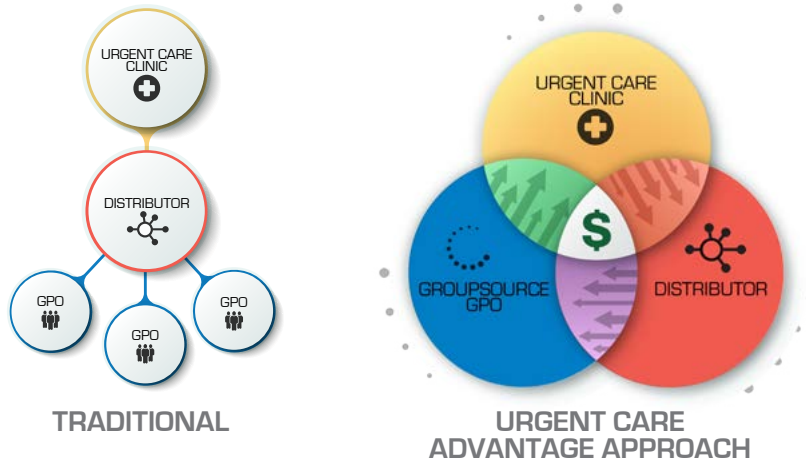 URGENT CARE
CLINIC
DISTRIBUTOR
GPO
GPO
GPO
TRADITIONAL
URGENT CARE
CLINIC
$
GROUPSOURCE
GPO
DISTRIBUTOR
URGENT CARE
ADVANTAGE APPROACH